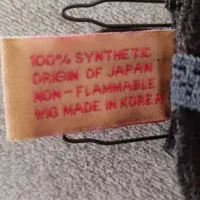 100% SYNTHETIC
ORIGIN OF JAPAN
NON-FLAMMABLE
WIG MADE IN KOREA